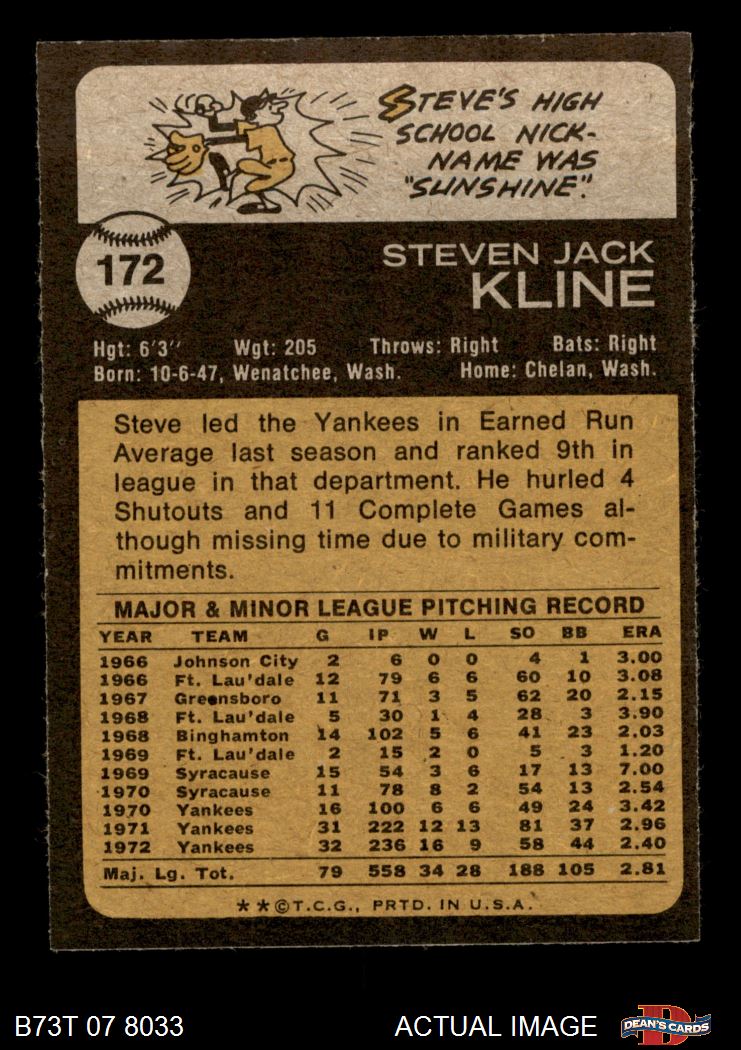 STEVE'S HIGH
SCHOOL NICK-
NAME WAS
"SUNSHINE".
172
STEVEN JACK
KLINE
Hgt: 6'3" Wgt: 205 Throws: Right Bats: Right
Born: 10-6-47, Wenatchee, Wash. Home: Chelan, Wash.
Steve led the Yankees in Earned Run
Average last season and ranked 9th in
league in that department. He hurled 4
Shutouts and 11 Complete Games al-
though missing time due to military com-
mitments.
MAJOR & MINOR LEAGUE PITCHING RECORD
YEAR TEAM G IP W L SO BB ERA
1966 Johnson City 2 6 0 0 4 1 3.00
1966 Ft. Lau'dale 12 79 6 6 60 10 3.08
1967 Greensboro 11 71 3 5 62 20 2.15
1968 Ft. Lau'dale 5 30 1 4 28 3 3.90
1968 Binghamton 14 102 5 6 41 23 2.03
1969 Ft. Lau'dale 2 15 2 0 5 3 1.20
1969 Syracause 15 54 3 6 17 13 7.00
1970 Syracause 11 78 8 2 54 13 2.54
1970 Yankees 16 100 6 6 49 24 3.42
1971 Yankees 31 222 12 13 81 37 2.96
1972 Yankees 32 236 16 9 58 44 2.40
Maj. Lg. Tot. 79 558 34 28 188 105 2.81
**©T.C.G., PRTD. IN U.S.A.
B73T 07 8033 ACTUAL IMAGE DEAN'S CARDS